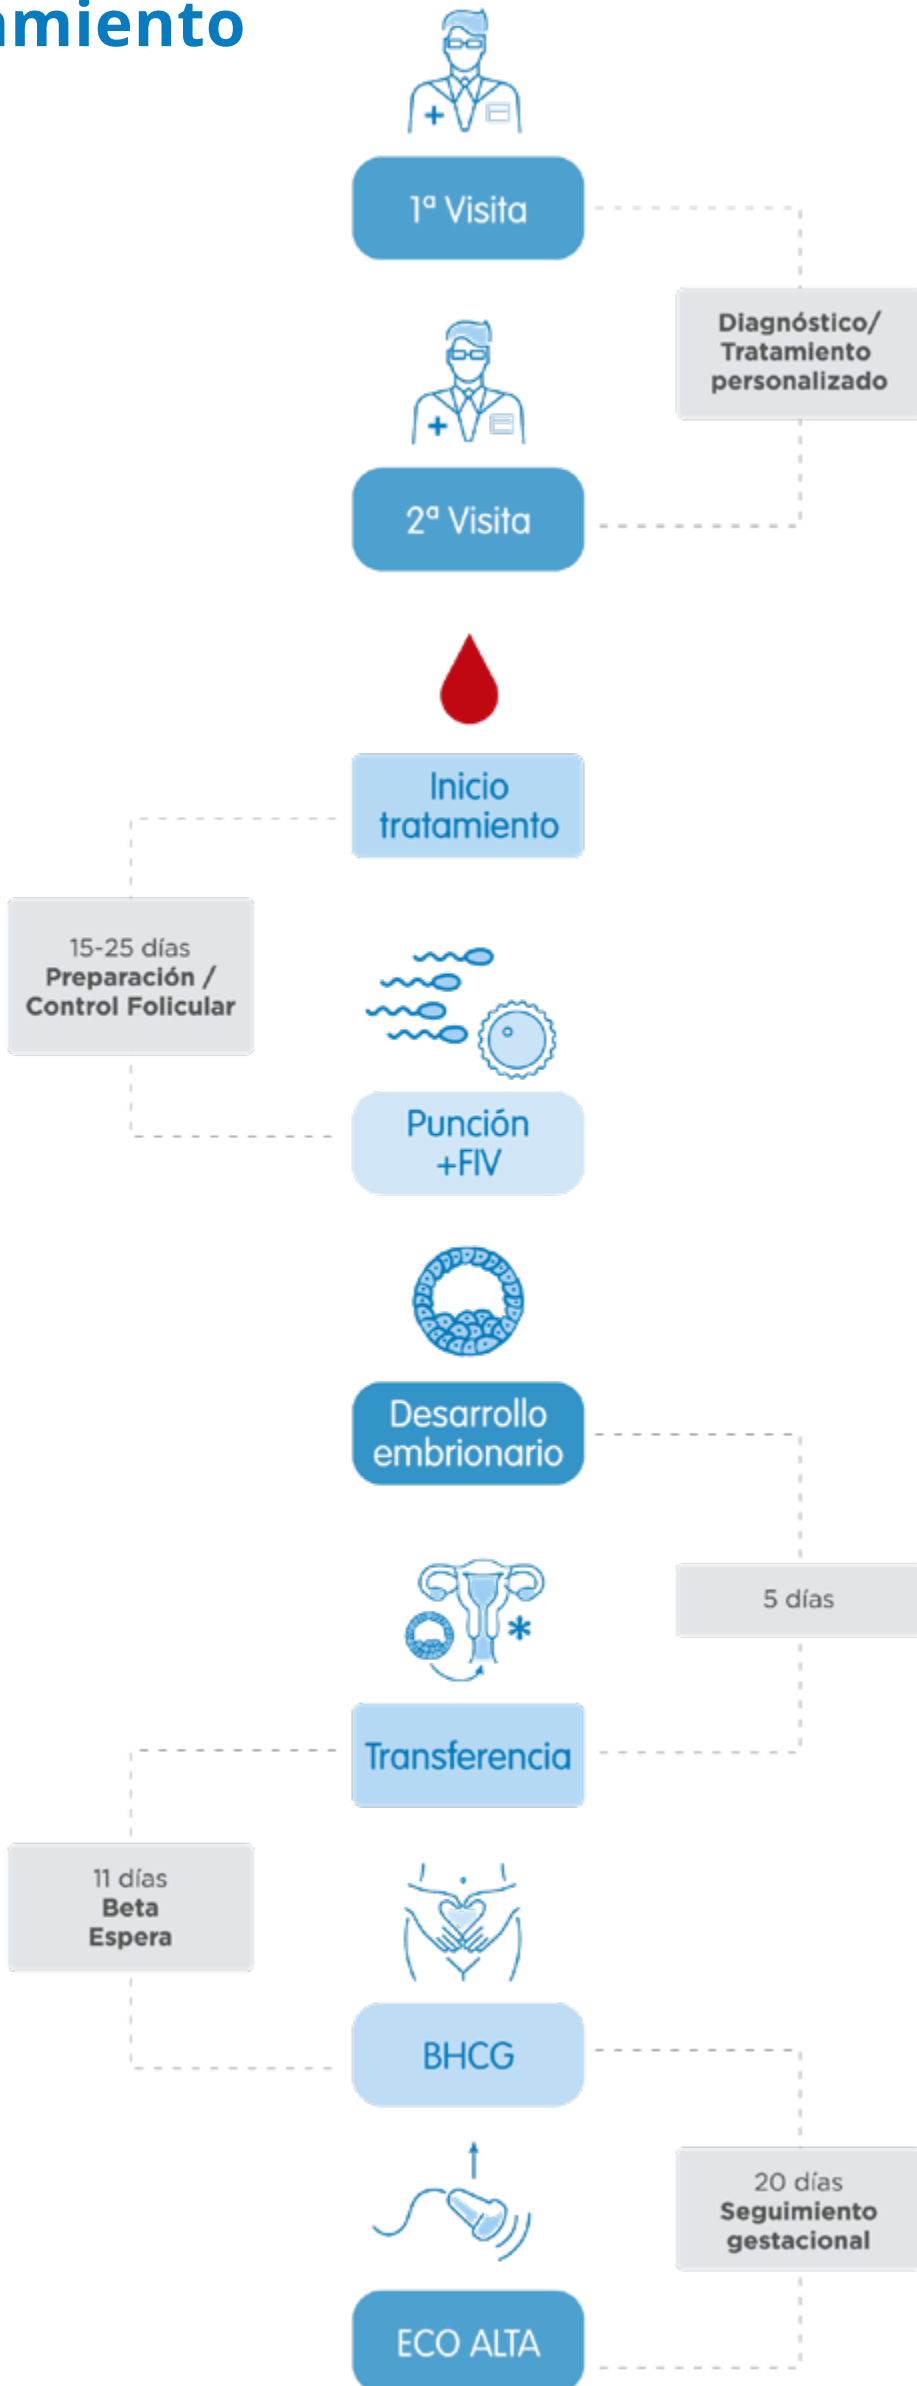 amiento
1ª Visita
Diagnóstico/
Tratamiento
personalizado
2ª Visita
Inicio
tratamiento
15-25 días
Preparación /
Control Folicular
Punción
+FIV
Desarrollo
embrionario
5 días
*
Transferencia
11 días
Beta
Espera
BHCG
20 días
Seguimiento
gestacional
ECO ALTA